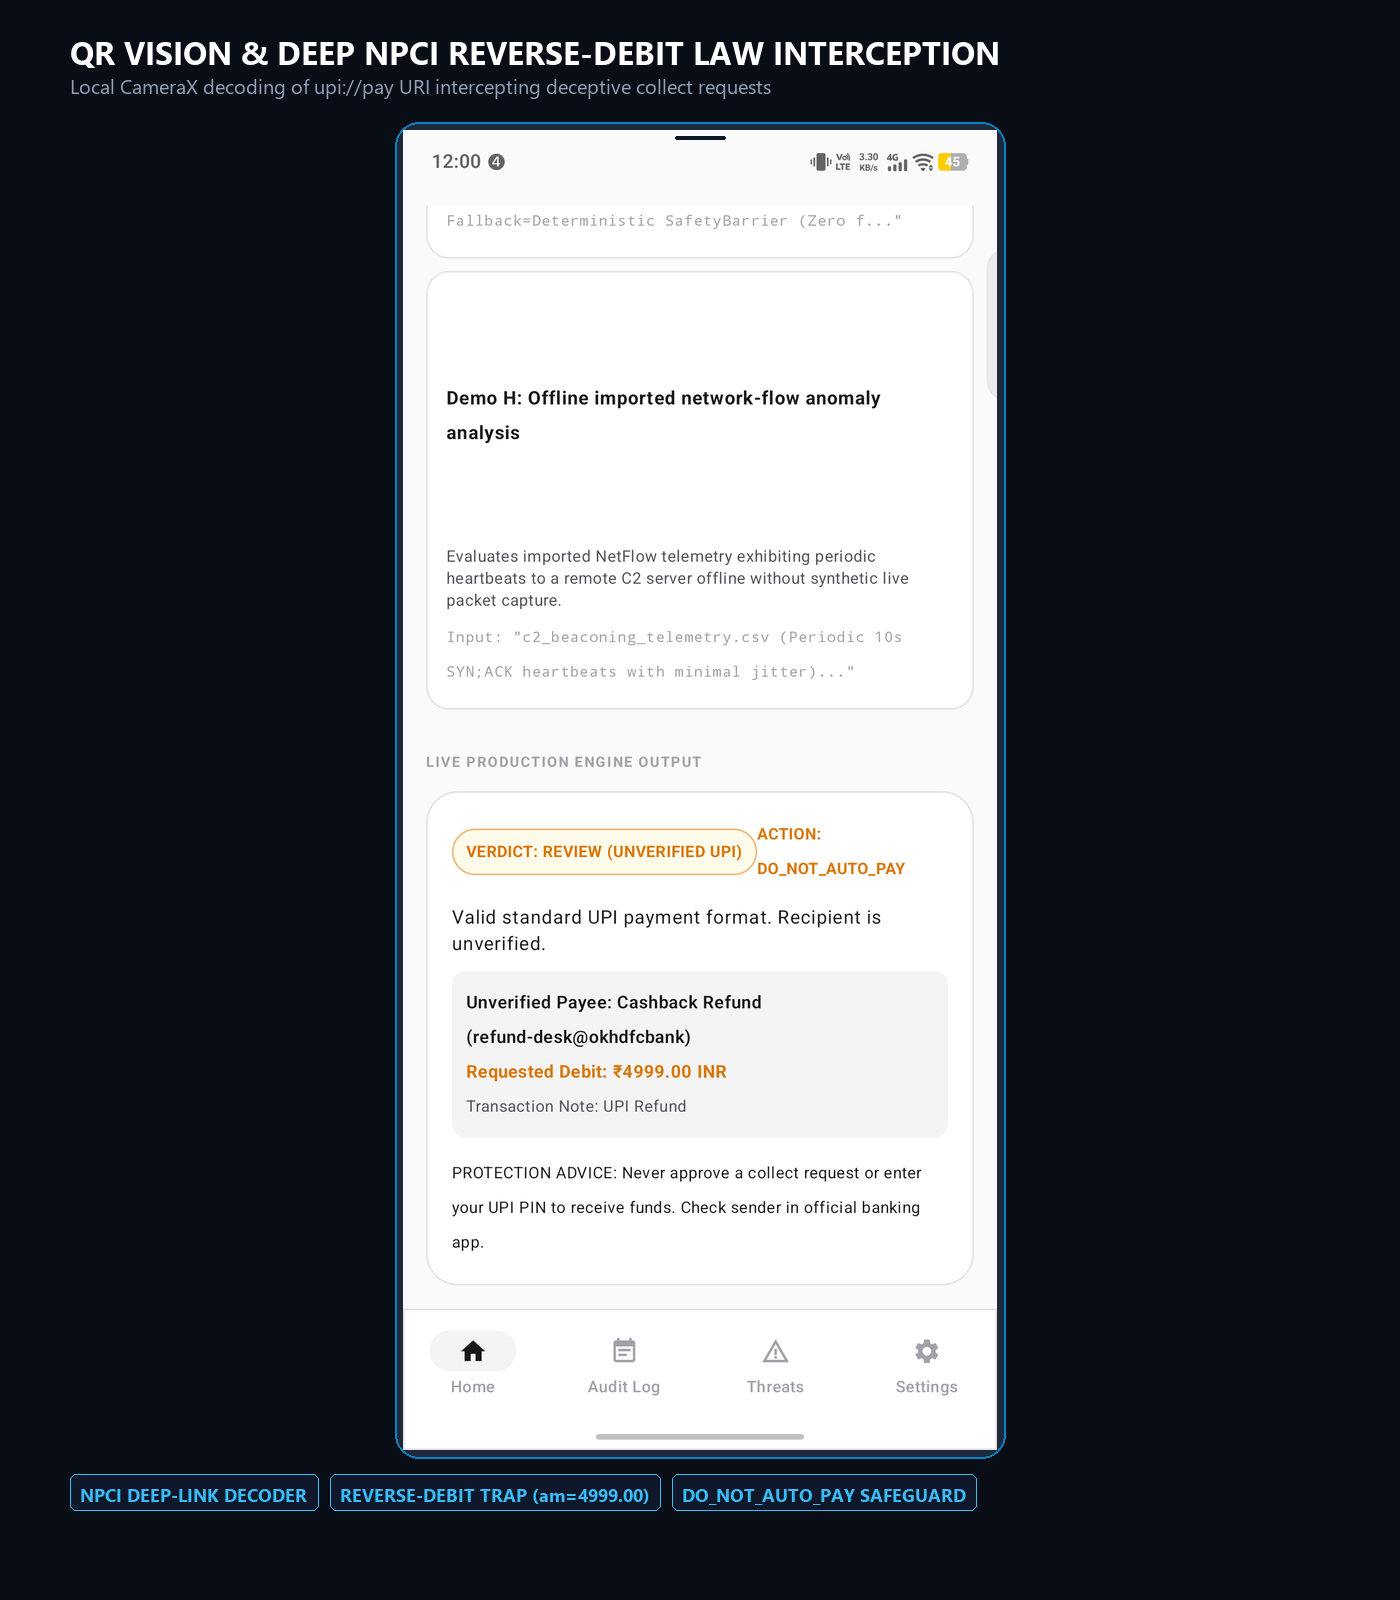 QR VISION & DEEP NPCI REVERSE-DEBIT LAW INTERCEPTION
Local CameraX decoding of upi://pay URI intercepting deceptive collect requests
12:00 4
Vol) LTE 3.30 KB/s 4G 45
Fallback=Deterministic SafetyBarrier (Zero f..."
Demo H: Offline imported network-flow anomaly
analysis
Evaluates imported NetFlow telemetry exhibiting periodic
heartbeats to a remote C2 server offline without synthetic live
packet capture.
Input: "c2_beaconing_telemetry.csv (Periodic 10s
SYN;ACK heartbeats with minimal jitter)..."
LIVE PRODUCTION ENGINE OUTPUT
VERDICT: REVIEW (UNVERIFIED UPI)
ACTION:
DO_NOT_AUTO_PAY
Valid standard UPI payment format. Recipient is
unverified.
Unverified Payee: Cashback Refund
(refund-desk@okhdfcbank)
Requested Debit: ₹4999.00 INR
Transaction Note: UPI Refund
PROTECTION ADVICE: Never approve a collect request or enter
your UPI PIN to receive funds. Check sender in official banking
app.
Home
Audit Log
Threats
Settings
NPCI DEEP-LINK DECODER
REVERSE-DEBIT TRAP (am=4999.00)
DO_NOT_AUTO_PAY SAFEGUARD